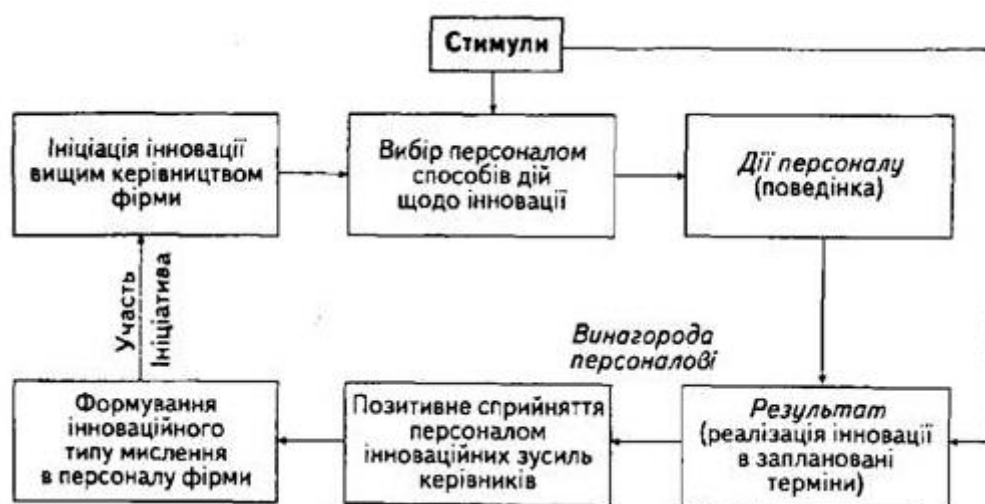 Стимули
Ініціація інновації
вищим керівництвом
фірми
Вибір персоналом
способів дій
щодо інновації
Дії персоналу
(поведінка)
Участь
Ініціатива
Винагорода
персоналові
Формування
інноваційного
типу мислення
в персоналу фірми
Позитивне сприйняття
персоналом
інноваційних зусиль
керівників
Результат
(реалізація інновації
в заплановані
терміни)